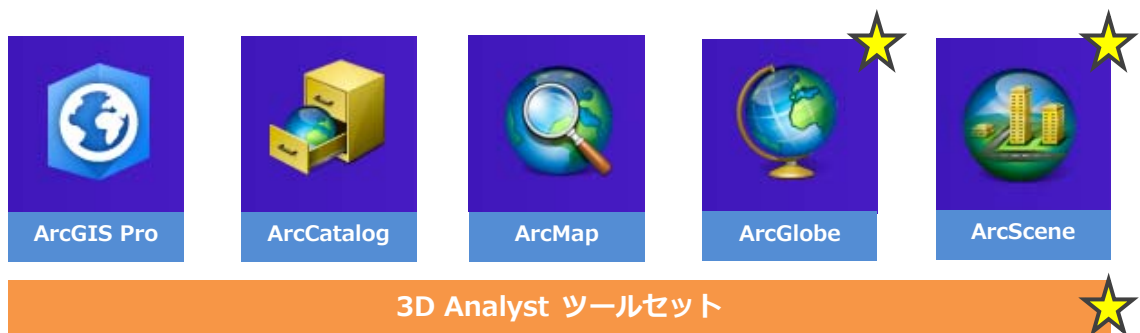 ArcGIS Pro
ArcCatalog
ArcMap
ArcGlobe
ArcScene
3D Analyst ツールセット